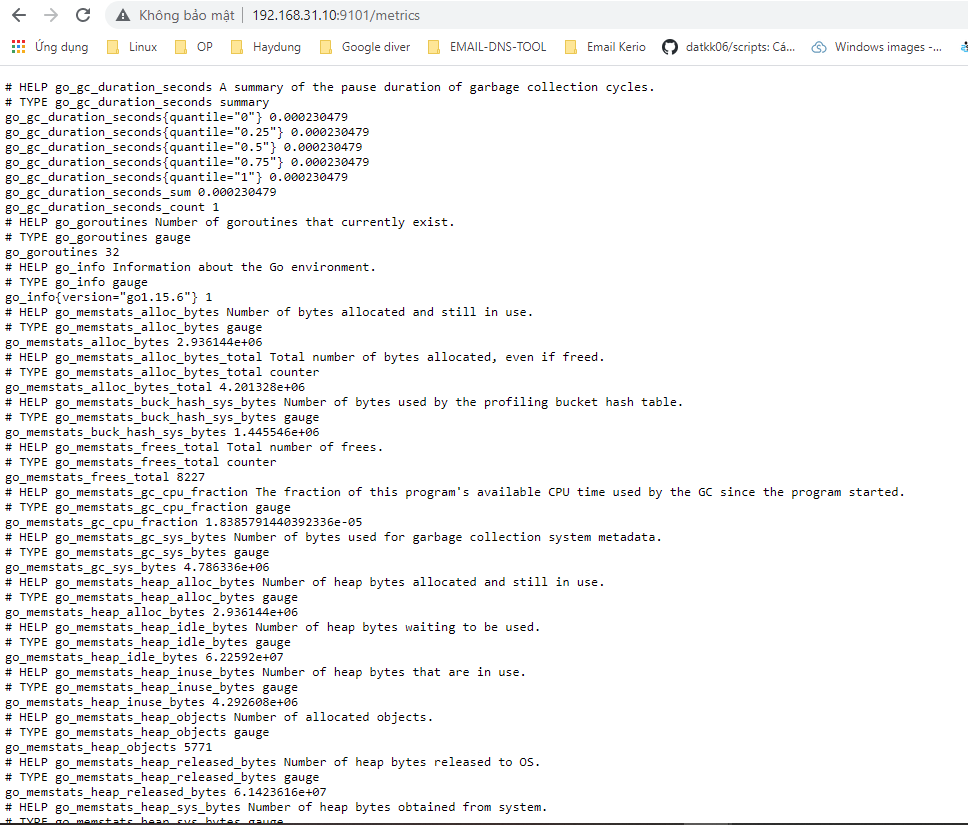 Không bảo mật | 192.168.31.10:9101/metrics
Ứng dụng Linux OP Haydung Google diver EMAIL-DNS-TOOL Email Kerio datkk06/scripts: Cá... Windows images -...
# HELP go_gc_duration_seconds A summary of the pause duration of garbage collection cycles.
# TYPE go_gc_duration_seconds summary
go_gc_duration_seconds{quantile="0"} 0.000230479
go_gc_duration_seconds{quantile="0.25"} 0.000230479
go_gc_duration_seconds{quantile="0.5"} 0.000230479
go_gc_duration_seconds{quantile="0.75"} 0.000230479
go_gc_duration_seconds{quantile="1"} 0.000230479
go_gc_duration_seconds_sum 0.000230479
go_gc_duration_seconds_count 1
# HELP go_goroutines Number of goroutines that currently exist.
# TYPE go_goroutines gauge
go_goroutines 32
# HELP go_info Information about the Go environment.
# TYPE go_info gauge
go_info{version="go1.15.6"} 1
# HELP go_memstats_alloc_bytes Number of bytes allocated and still in use.
# TYPE go_memstats_alloc_bytes gauge
go_memstats_alloc_bytes 2.936144e+06
# HELP go_memstats_alloc_bytes_total Total number of bytes allocated, even if freed.
# TYPE go_memstats_alloc_bytes_total counter
go_memstats_alloc_bytes_total 4.201328e+06
# HELP go_memstats_buck_hash_sys_bytes Number of bytes used by the profiling bucket hash table.
# TYPE go_memstats_buck_hash_sys_bytes gauge
go_memstats_buck_hash_sys_bytes 1.445546e+06
# HELP go_memstats_frees_total Total number of frees.
# TYPE go_memstats_frees_total counter
go_memstats_frees_total 8227
# HELP go_memstats_gc_cpu_fraction The fraction of this program's available CPU time used by the GC since the program started.
# TYPE go_memstats_gc_cpu_fraction gauge
go_memstats_gc_cpu_fraction 1.8385791440392336e-05
# HELP go_memstats_gc_sys_bytes Number of bytes used for garbage collection system metadata.
# TYPE go_memstats_gc_sys_bytes gauge
go_memstats_gc_sys_bytes 4.786336e+06
# HELP go_memstats_heap_alloc_bytes Number of heap bytes allocated and still in use.
# TYPE go_memstats_heap_alloc_bytes gauge
go_memstats_heap_alloc_bytes 2.936144e+06
# HELP go_memstats_heap_idle_bytes Number of heap bytes waiting to be used.
# TYPE go_memstats_heap_idle_bytes gauge
go_memstats_heap_idle_bytes 6.22592e+07
# HELP go_memstats_heap_inuse_bytes Number of heap bytes that are in use.
# TYPE go_memstats_heap_inuse_bytes gauge
go_memstats_heap_inuse_bytes 4.292608e+06
# HELP go_memstats_heap_objects Number of allocated objects.
# TYPE go_memstats_heap_objects gauge
go_memstats_heap_objects 5771
# HELP go_memstats_heap_released_bytes Number of heap bytes released to OS.
# TYPE go_memstats_heap_released_bytes gauge
go_memstats_heap_released_bytes 6.1423616e+07
# HELP go_memstats_heap_sys_bytes Number of heap bytes obtained from system.
# TYPE go_memstats_heap_sys_bytes gauge